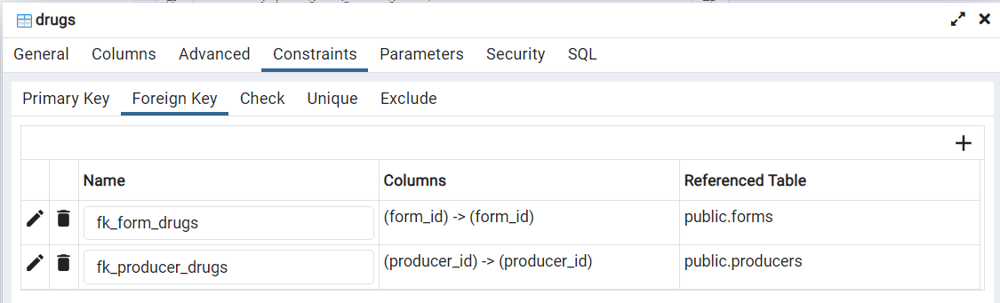 drugs
General Columns Advanced Constraints Parameters Security SQL
Primary Key Foreign Key Check Unique Exclude
Name Columns Referenced Table
fk_form_drugs (form_id) -> (form_id) public.forms
fk_producer_drugs (producer_id) -> (producer_id) public.producers